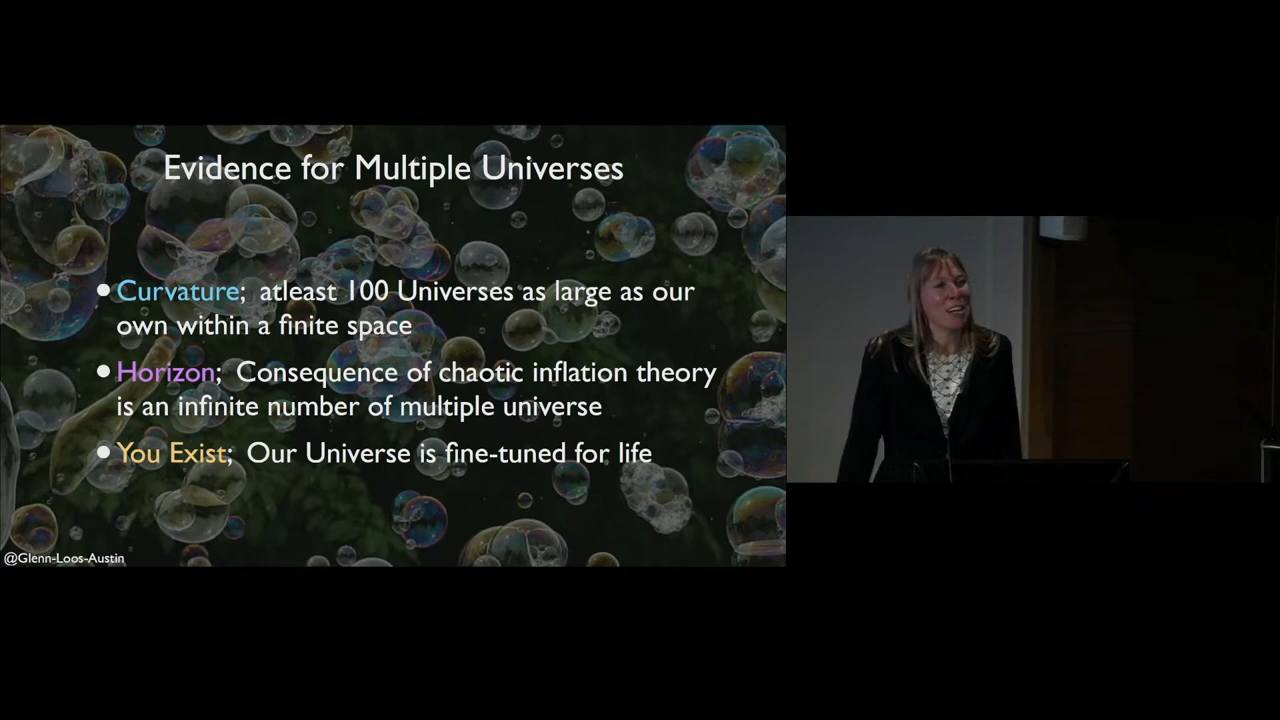 Evidence for Multiple Universes
• Curvature; atleast 100 Universes as large as our
own within a finite space
• Horizon; Consequence of chaotic inflation theory
is an infinite number of multiple universe
• You Exist; Our Universe is fine-tuned for life
@Glenn-Loos-Austin